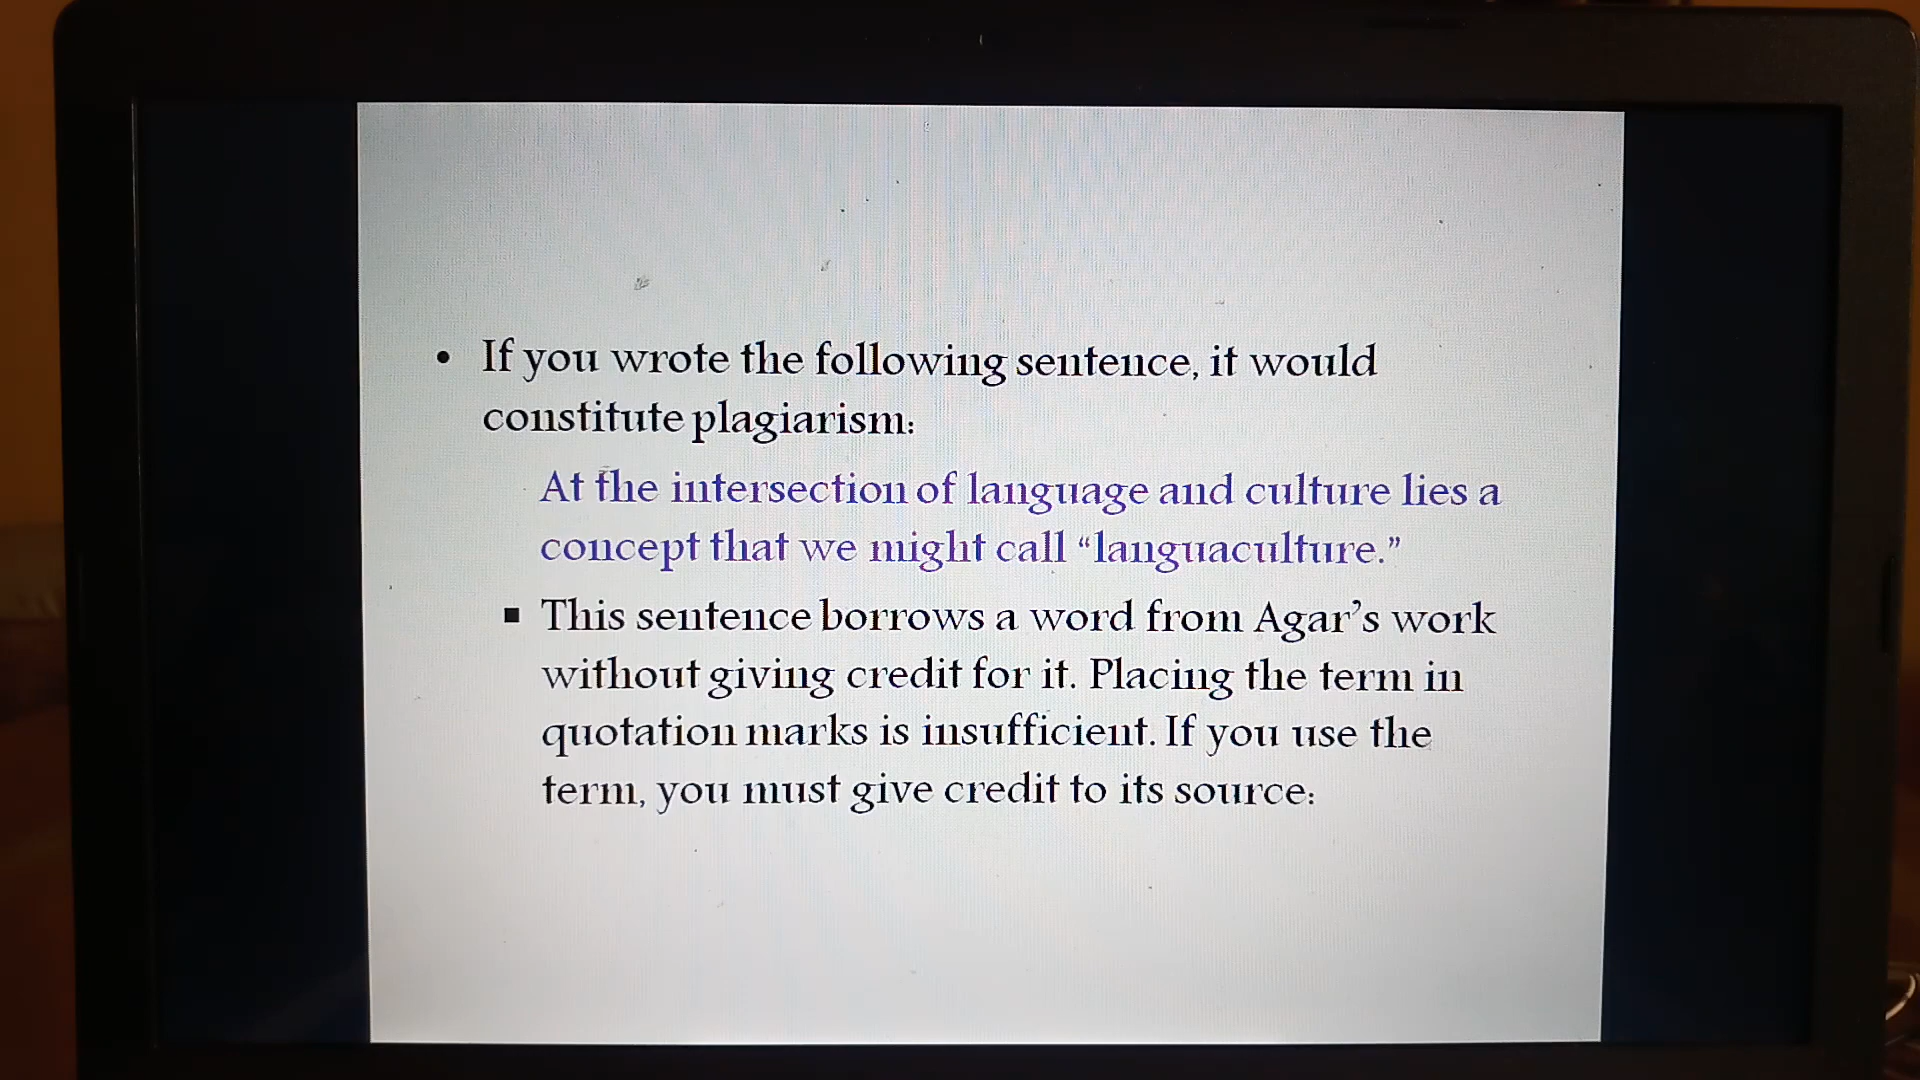 • If you wrote the following sentence, it would
constitute plagiarism:
At the intersection of language and culture lies a
concept that we might call “languaculture.”
▪ This sentence borrows a word from Agar’s work
without giving credit for it. Placing the term in
quotation marks is insufficient. If you use the
term, you must give credit to its source: